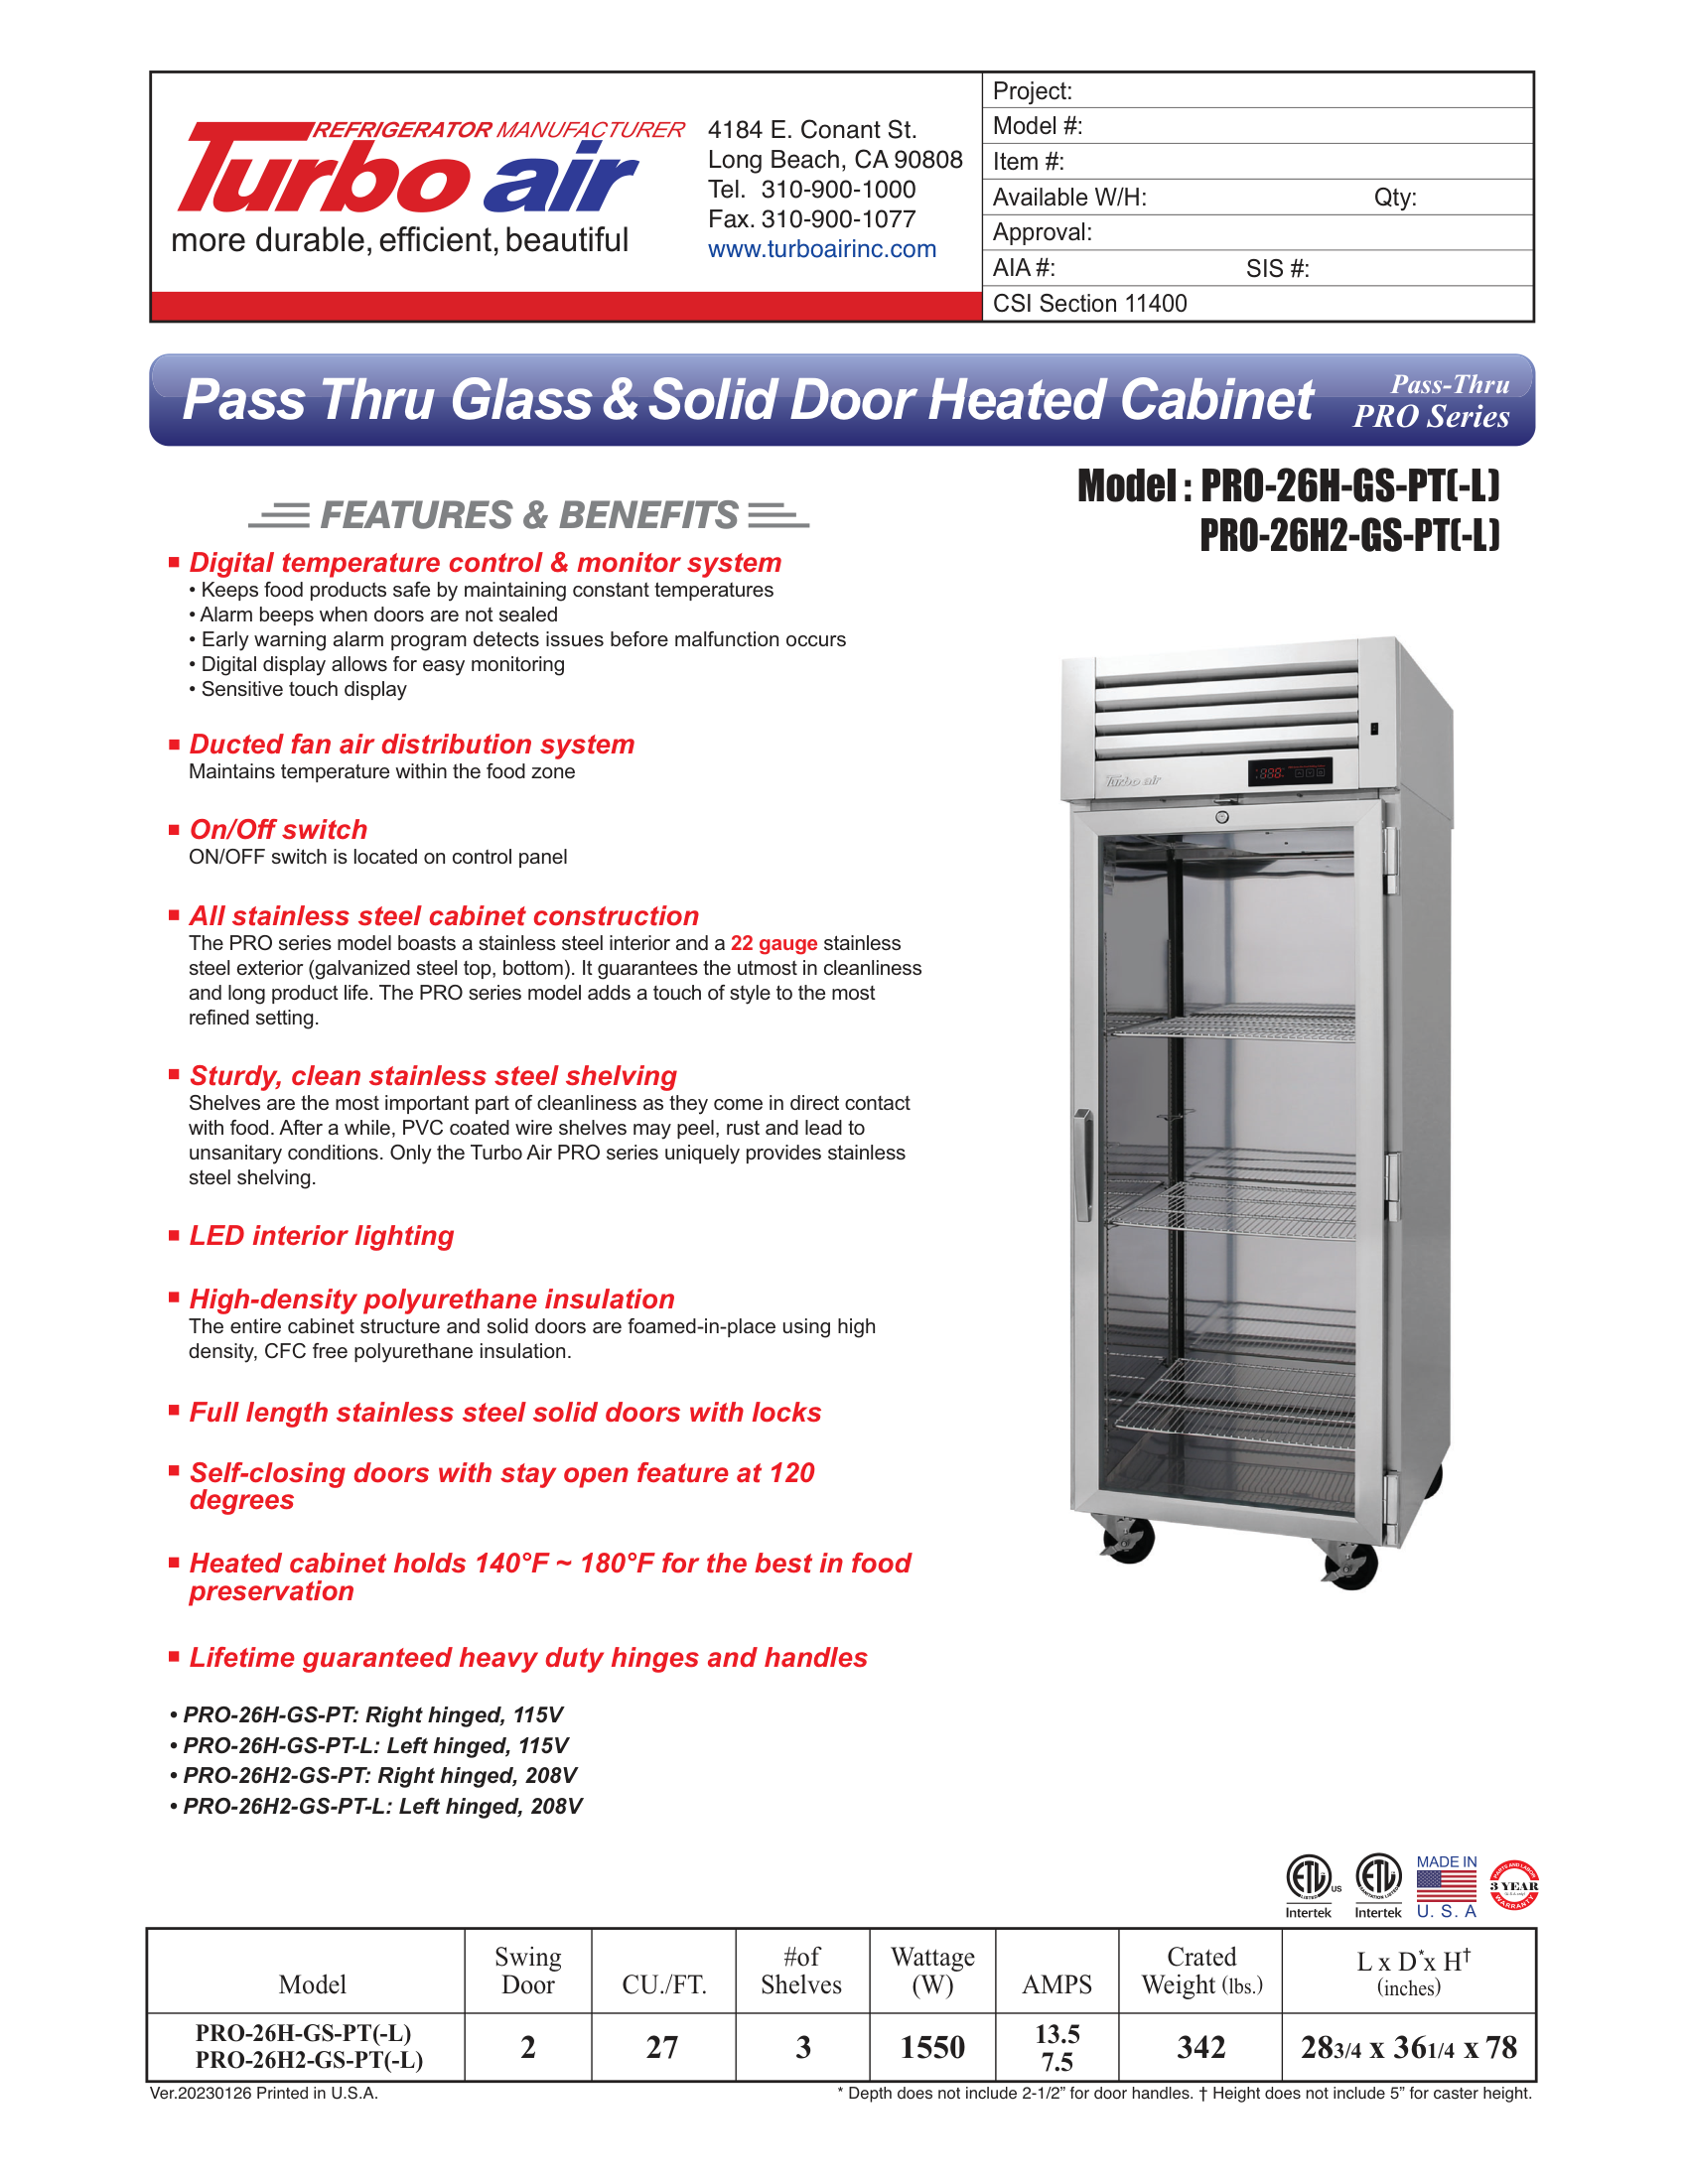 REFRIGERATOR MANUFACTURER
Turbo air
more durable, efficient, beautiful
4184 E. Conant St.
Long Beach, CA 90808
Tel. 310-900-1000
Fax. 310-900-1077
www.turboairinc.com
Project:
Model #:
Item #:
Available W/H: Qty:
Approval:
AIA #: SIS #:
CSI Section 11400
Pass Thru Glass & Solid Door Heated Cabinet
Pass-Thru
PRO Series
Model : PRO-26H-GS-PT(-L)
PRO-26H2-GS-PT(-L)
FEATURES & BENEFITS
Digital temperature control & monitor system
• Keeps food products safe by maintaining constant temperatures
• Alarm beeps when doors are not sealed
• Early warning alarm program detects issues before malfunction occurs
• Digital display allows for easy monitoring
• Sensitive touch display
Ducted fan air distribution system
Maintains temperature within the food zone
On/Off switch
ON/OFF switch is located on control panel
All stainless steel cabinet construction
The PRO series model boasts a stainless steel interior and a 22 gauge stainless
steel exterior (galvanized steel top, bottom). It guarantees the utmost in cleanliness
and long product life. The PRO series model adds a touch of style to the most
refined setting.
Sturdy, clean stainless steel shelving
Shelves are the most important part of cleanliness as they come in direct contact
with food. After a while, PVC coated wire shelves may peel, rust and lead to
unsanitary conditions. Only the Turbo Air PRO series uniquely provides stainless
steel shelving.
LED interior lighting
High-density polyurethane insulation
The entire cabinet structure and solid doors are foamed-in-place using high
density, CFC free polyurethane insulation.
Full length stainless steel solid doors with locks
Self-closing doors with stay open feature at 120
degrees
Heated cabinet holds 140°F ~ 180°F for the best in food
preservation
Lifetime guaranteed heavy duty hinges and handles
• PRO-26H-GS-PT: Right hinged, 115V
• PRO-26H-GS-PT-L: Left hinged, 115V
• PRO-26H2-GS-PT: Right hinged, 208V
• PRO-26H2-GS-PT-L: Left hinged, 208V
Turbo air
888
ETL LISTED US
Intertek
ETL SANITATION LISTED
Intertek
MADE IN
U. S. A
PARTS AND LABOR
3 YEAR
WARRANTY
Model
Swing
Door
CU./FT.
#of
Shelves
Wattage
(W)
AMPS
Crated
Weight (lbs.)
L x D* x H†
(inches)
PRO-26H-GS-PT(-L)
PRO-26H2-GS-PT(-L)
2
27
3
1550
13.5
7.5
342
28 3/4 x 36 1/4 x 78
Ver.20230126 Printed in U.S.A.
* Depth does not include 2-1/2” for door handles. † Height does not include 5” for caster height.